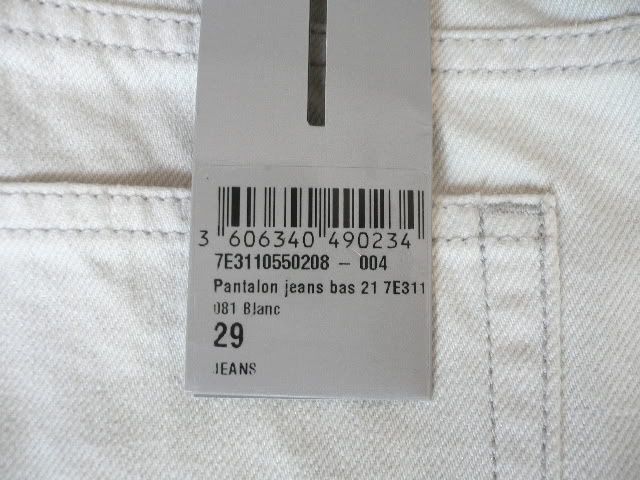 3 606340 490234
7E3110550208 - 004
Pantalon jeans bas 21 7E311
081 Blanc
29
JEANS